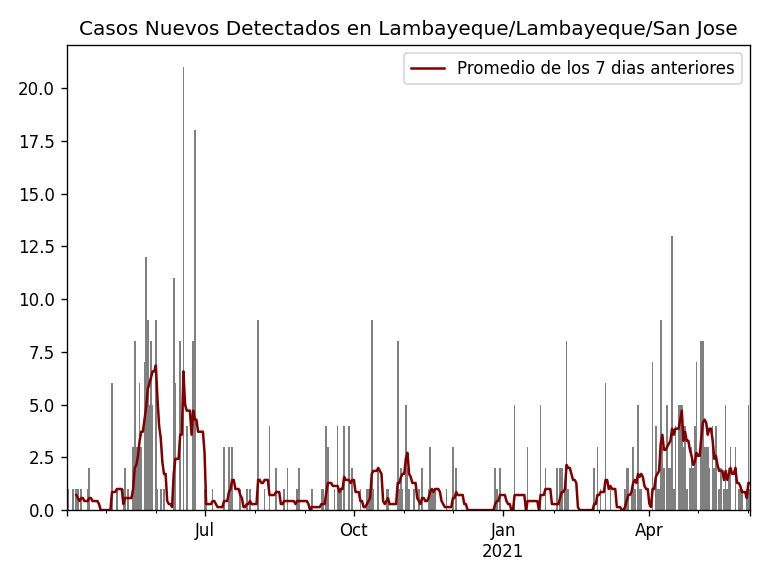 Casos Nuevos Detectados en Lambayeque/Lambayeque/San Jose
Promedio de los 7 dias anteriores
20.0
17.5
15.0
12.5
10.0
7.5
5.0
2.5
0.0
Jul
Oct
Jan
2021
Apr